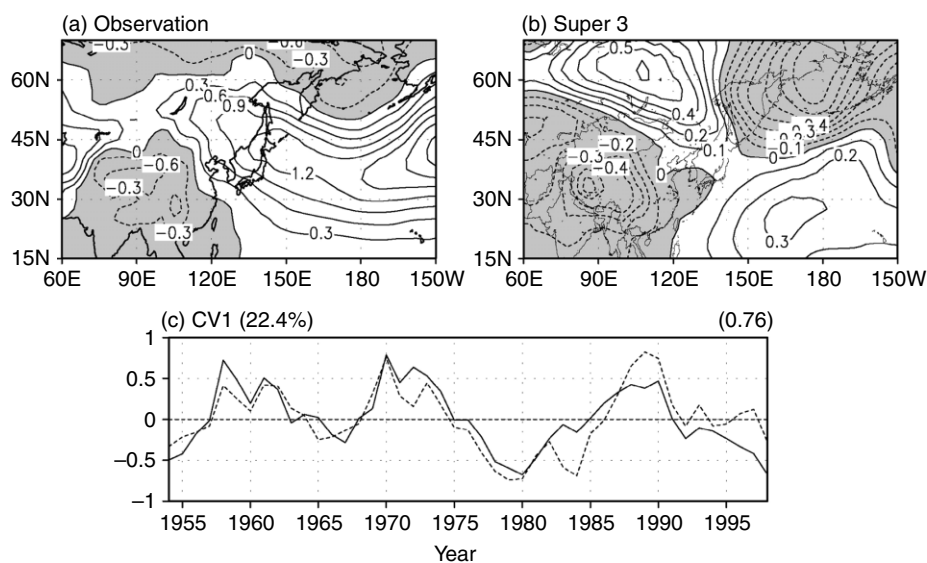 (a) Observation
(b) Super 3
60N
45N
30N
15N
−0.3
0
−0.6
−0.3
0.3
0.6
0.9
0
−0.6
−0.3
−0.3
1.2
0.3
60E
90E
120E
150E
180
150W
60N
45N
30N
15N
0.5
0.4
0.2
0.1
0
−0.2
−0.3
−0.4
−0.1
0
0.2
0.3
60E
90E
120E
150E
180
150W
(c) CV1 (22.4%)
(0.76)
1
0.5
0
−0.5
−1
1955
1960
1965
1970
1975
1980
1985
1990
1995
Year